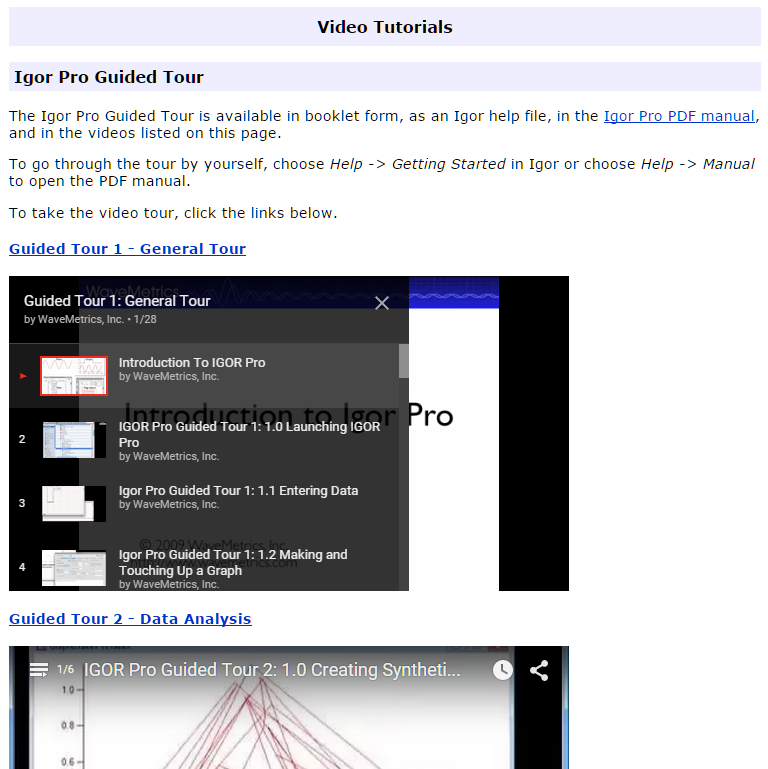 Video Tutorials
Igor Pro Guided Tour
The Igor Pro Guided Tour is available in booklet form, as an Igor help file, in the Igor Pro PDF manual,
and in the videos listed on this page.
To go through the tour by yourself, choose Help -> Getting Started in Igor or choose Help -> Manual
to open the PDF manual.
To take the video tour, click the links below.
Guided Tour 1 - General Tour
WaveMetrics
Guided Tour 1: General Tour
by WaveMetrics, Inc. • 1/28
Introduction To IGOR Pro
by WaveMetrics, Inc.
Introduction to Igor Pro
2
IGOR Pro Guided Tour 1: 1.0 Launching IGOR
Pro
by WaveMetrics, Inc.
3
Igor Pro Guided Tour 1: 1.1 Entering Data
by WaveMetrics, Inc.
© 2009 WaveMetrics, Inc.
4
Igor Pro Guided Tour 1: 1.2 Making and
Touching Up a Graph
http://www.wavemetrics.com
by WaveMetrics, Inc.
Guided Tour 2 - Data Analysis
1/6 IGOR Pro Guided Tour 2: 1.0 Creating Syntheti...
1.0
0.8
0.6